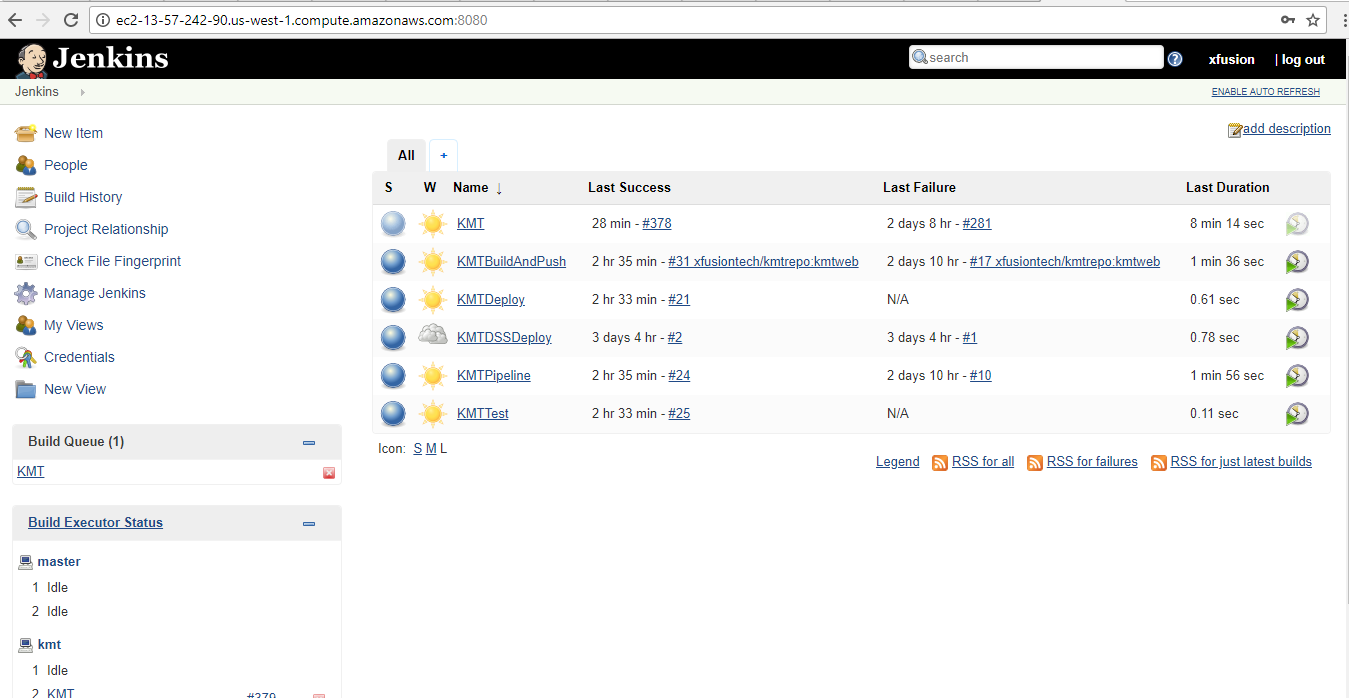 ec2-13-57-242-90.us-west-1.compute.amazonaws.com:8080
Jenkins
search
xfusion
| log out
Jenkins
ENABLE AUTO REFRESH
New Item
People
Build History
Project Relationship
Check File Fingerprint
Manage Jenkins
My Views
Credentials
New View
Build Queue (1)
KMT
Build Executor Status
master
1 Idle
2 Idle
kmt
1 Idle
2 KMT #379
add description
All +
S W Name ↓ Last Success Last Failure Last Duration
KMT 28 min - #378 2 days 8 hr - #281 8 min 14 sec
KMTBuildAndPush 2 hr 35 min - #31 xfusiontech/kmtrepo:kmtweb 2 days 10 hr - #17 xfusiontech/kmtrepo:kmtweb 1 min 36 sec
KMTDeploy 2 hr 33 min - #21 N/A 0.61 sec
KMTDSSDeploy 3 days 4 hr - #2 3 days 4 hr - #1 0.78 sec
KMTPipeline 2 hr 35 min - #24 2 days 10 hr - #10 1 min 56 sec
KMTTest 2 hr 33 min - #25 N/A 0.11 sec
Icon: S M L
Legend RSS for all RSS for failures RSS for just latest builds